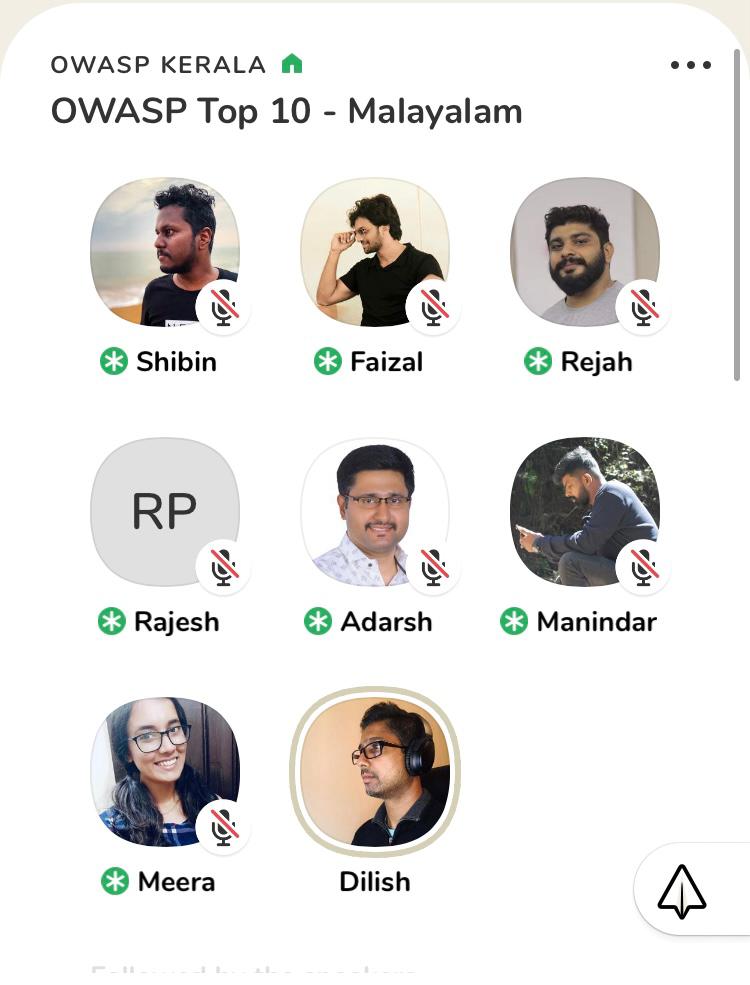 OWASP KERALA
OWASP Top 10 - Malayalam
Shibin
Faizal
Rejah
RP
Rajesh
Adarsh
Manindar
Meera
Dilish
Followed by the speakers